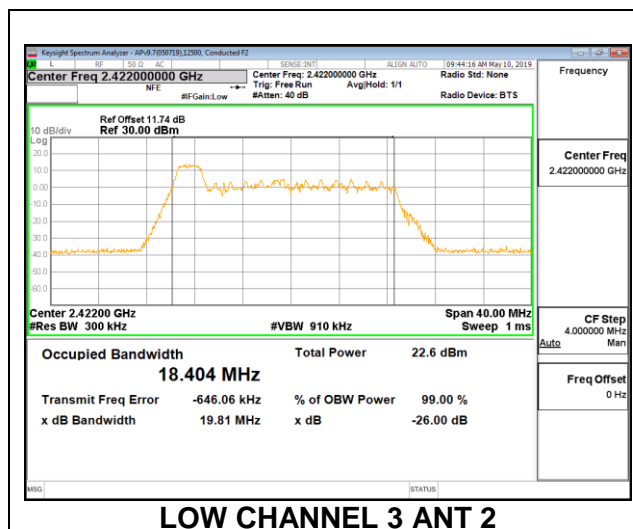 Keysight Spectrum Analyzer - APv9.7(050719),12500, Conducted F2
L RF 50 Ω AC SENSE:INT ALIGN AUTO 09:44:16 AM May 10, 2019
Center Freq 2.422000000 GHz
NFE
#IFGain:Low
Center Freq: 2.422000000 GHz
Trig: Free Run Avg|Hold: 1/1
#Atten: 40 dB
Radio Std: None
Radio Device: BTS
Frequency
Ref Offset 11.74 dB
10 dB/div Ref 30.00 dBm
Log
20.0
10.0
0.00
-10.0
-20.0
-30.0
-40.0
-50.0
-60.0
Center Freq
2.422000000 GHz
Center 2.42200 GHz Span 40.00 MHz
#Res BW 300 kHz #VBW 910 kHz Sweep 1 ms
CF Step
4.000000 MHz
Auto Man
Freq Offset
0 Hz
Occupied Bandwidth Total Power 22.6 dBm
18.404 MHz
Transmit Freq Error -646.06 kHz % of OBW Power 99.00 %
x dB Bandwidth 19.81 MHz x dB -26.00 dB
MSG STATUS
LOW CHANNEL 3 ANT 2